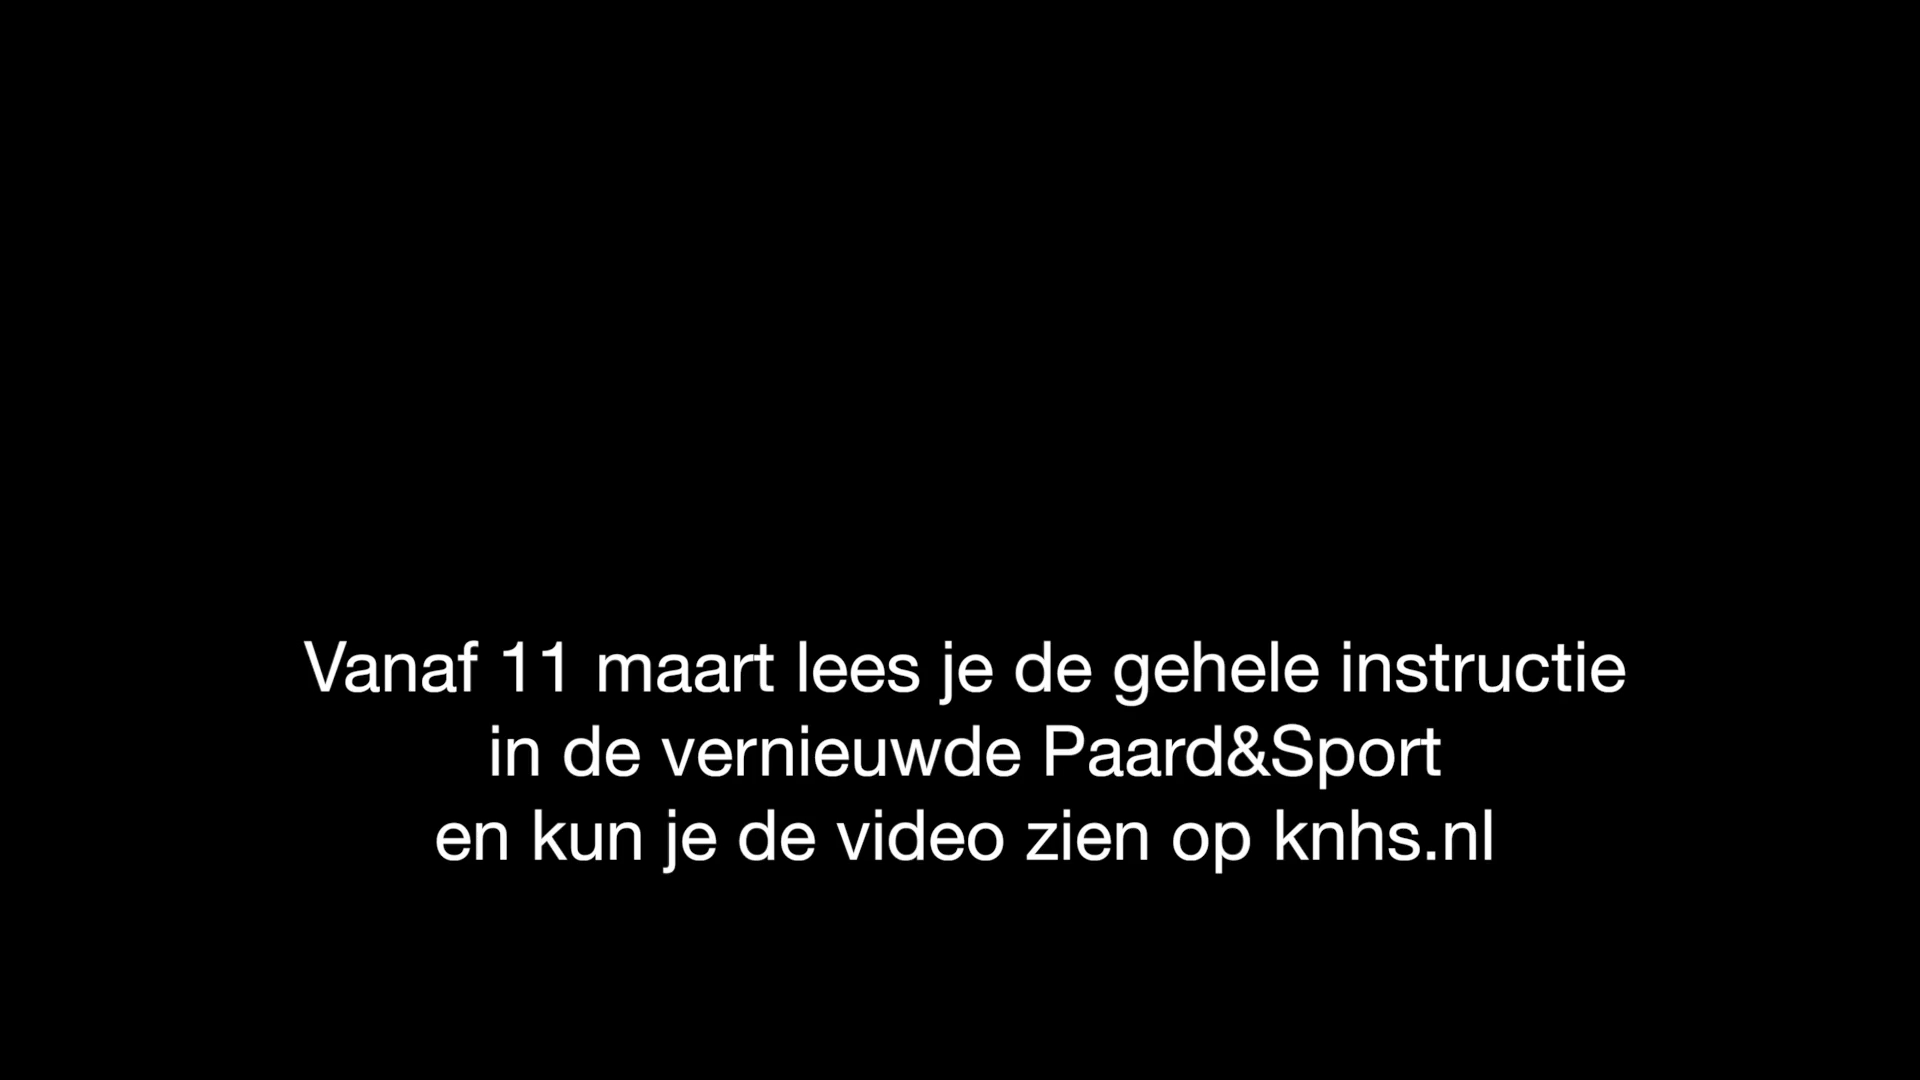 Vanaf 11 maart lees je de gehele instructie
in de vernieuwde Paard&Sport
en kun je de video zien op knhs.nl